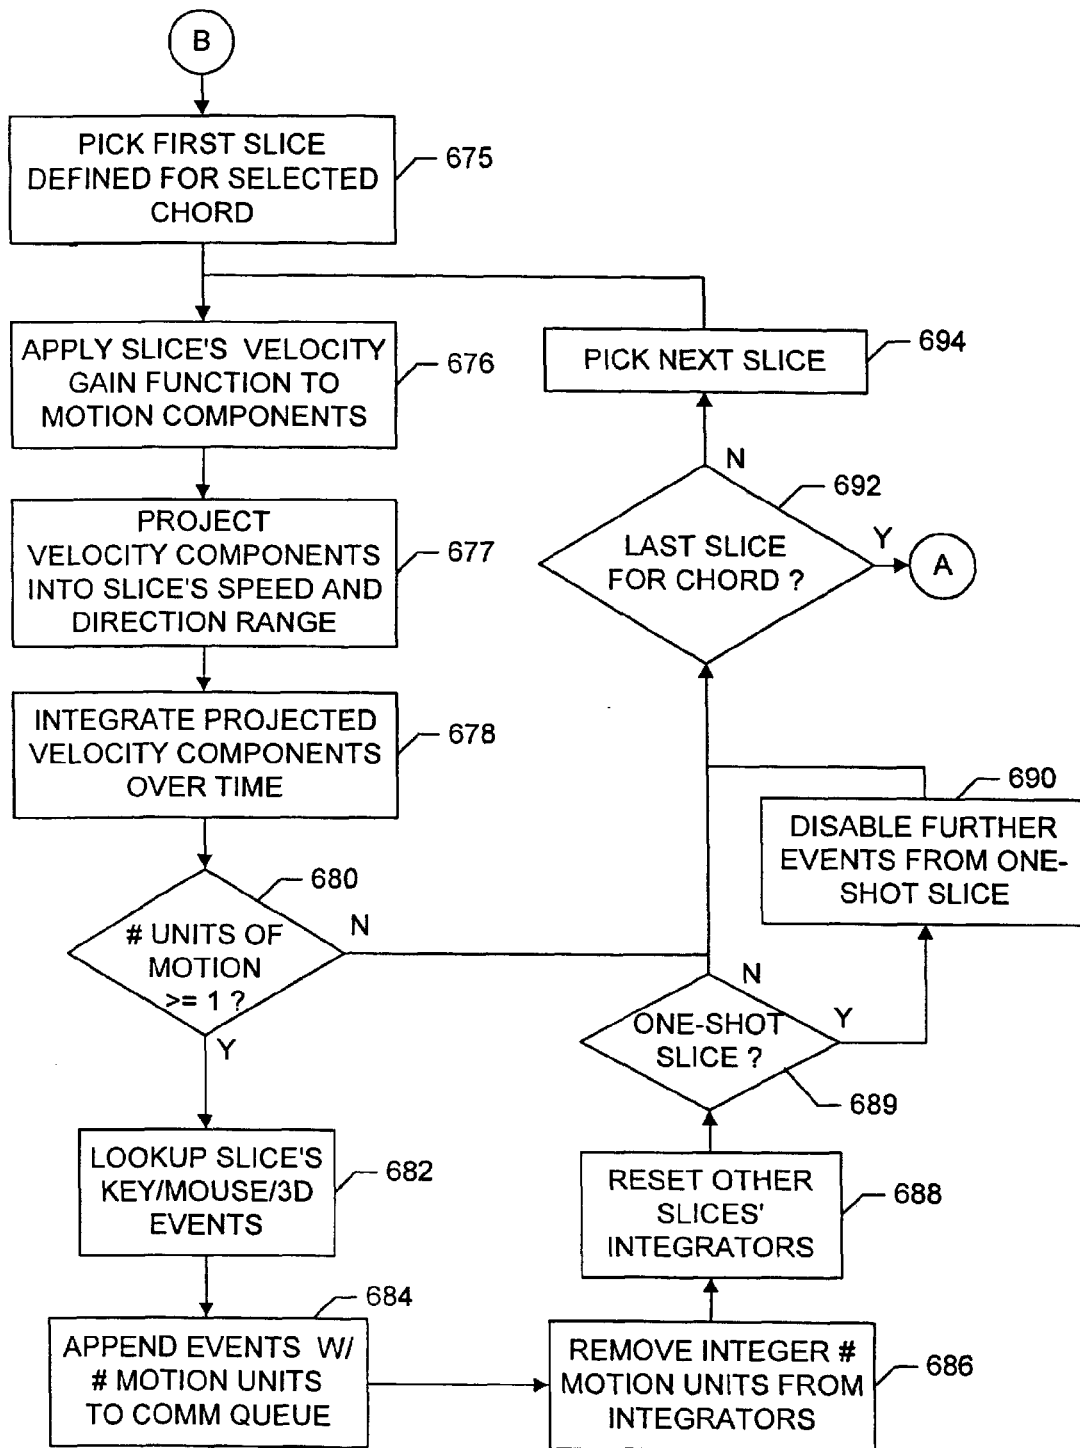 B
PICK FIRST SLICE
DEFINED FOR SELECTED
CHORD
675
APPLY SLICE'S VELOCITY
GAIN FUNCTION TO
MOTION COMPONENTS
676
PROJECT
VELOCITY COMPONENTS
INTO SLICE'S SPEED AND
DIRECTION RANGE
677
INTEGRATE PROJECTED
VELOCITY COMPONENTS
OVER TIME
678
# UNITS OF
MOTION
>= 1 ?
680
N
Y
LOOKUP SLICE'S
KEY/MOUSE/3D
EVENTS
682
APPEND EVENTS W/
# MOTION UNITS
TO COMM QUEUE
684
REMOVE INTEGER #
MOTION UNITS FROM
INTEGRATORS
686
RESET OTHER
SLICES'
INTEGRATORS
688
ONE-SHOT
SLICE ?
689
N
Y
DISABLE FURTHER
EVENTS FROM ONE-
SHOT SLICE
690
LAST SLICE
FOR CHORD ?
692
N
Y
A
PICK NEXT SLICE
694